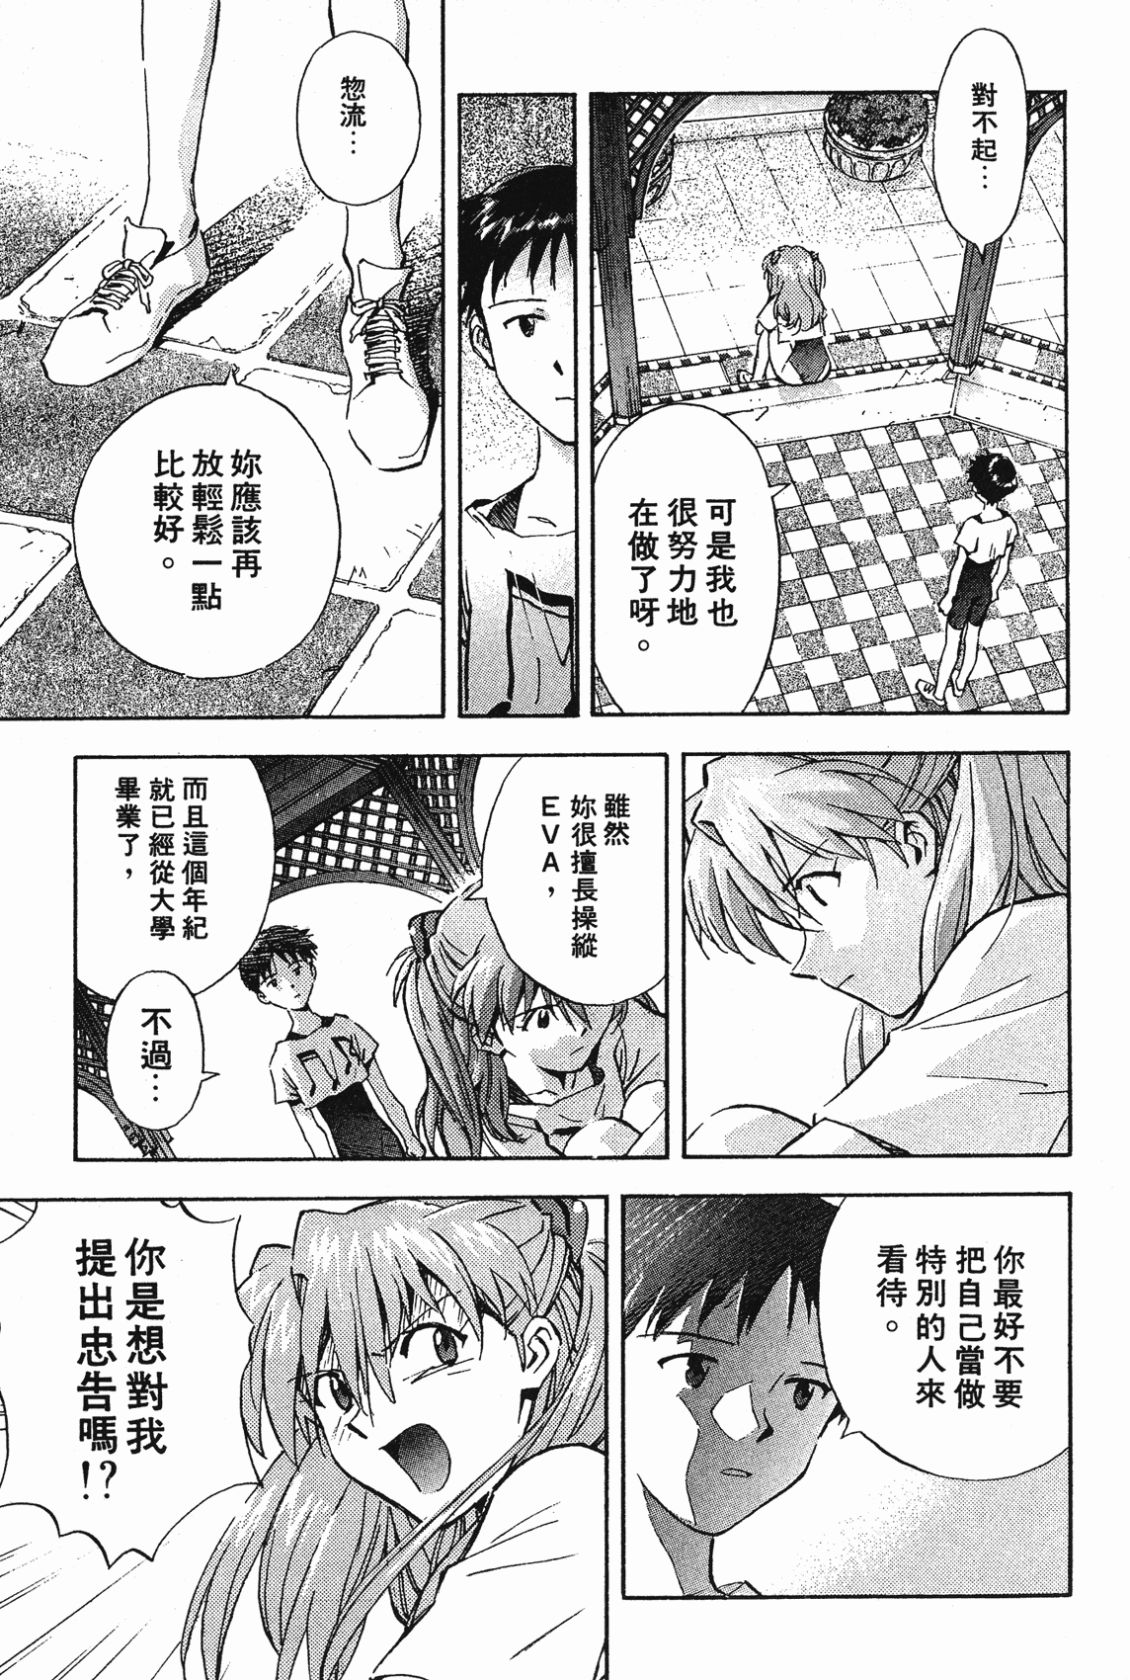 對不起…
可是我也
很努力地
在做了呀。
惣流…
妳應該再
放輕鬆一點
比較好。
雖然
妳很擅長操縱
EVA，
而且這個年紀
就已經從大學
畢業了，
不過…
你最好不要
把自己當做
特別的人來
看待。
你是想對我
提出忠告嗎!?